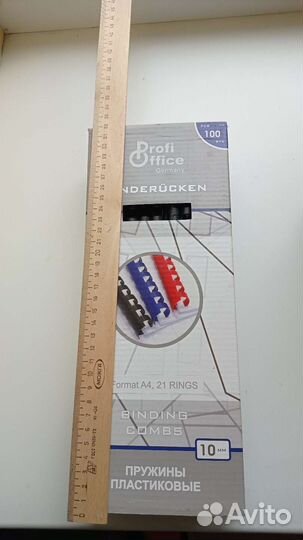 Profi
Office
Germany
100
NDERÜCKEN
Format A4, 21 RINGS
BINDING
COMBS
10 мм
ПРУЖИНЫ
ПЛАСТИКОВЫЕ
Avito